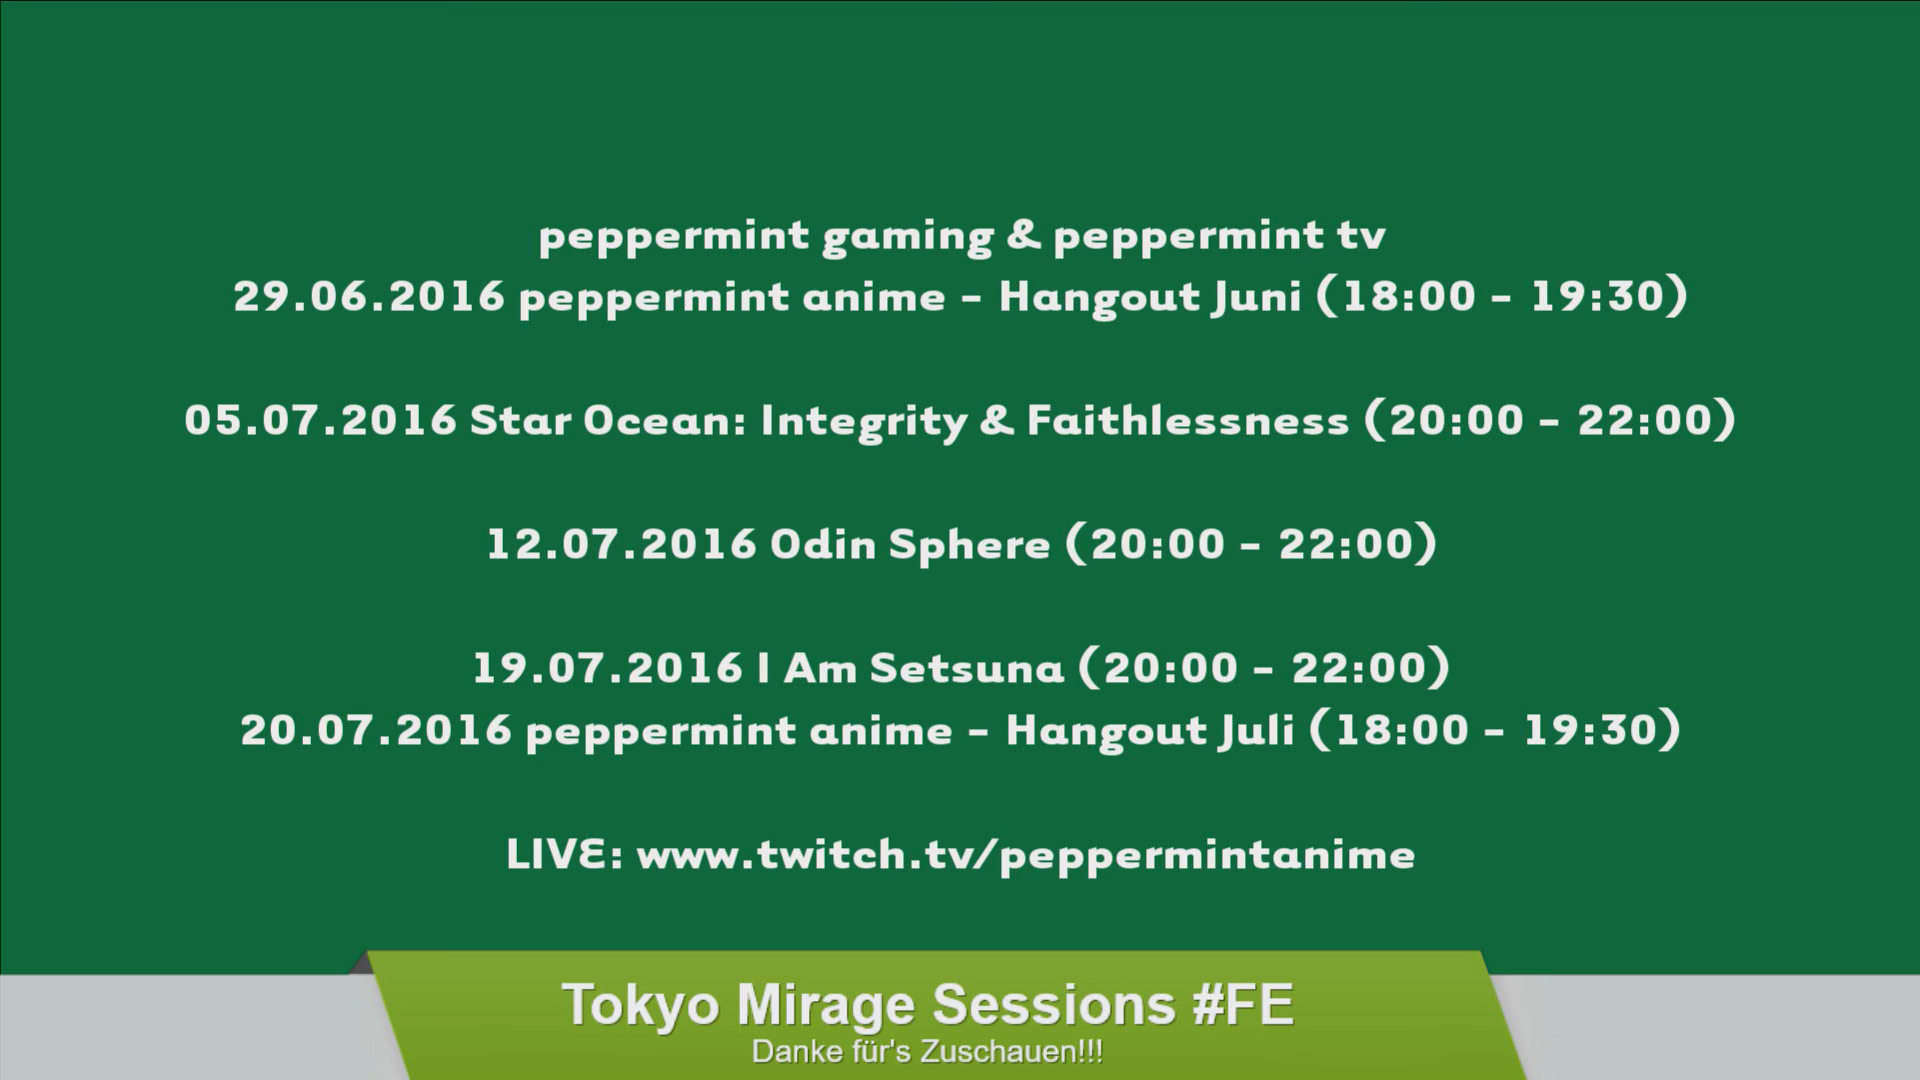 peppermint gaming & peppermint tv
29.06.2016 peppermint anime - Hangout Juni (18:00 - 19:30)
05.07.2016 Star Ocean: Integrity & Faithlessness (20:00 - 22:00)
12.07.2016 Odin Sphere (20:00 - 22:00)
19.07.2016 I Am Setsuna (20:00 - 22:00)
20.07.2016 peppermint anime - Hangout Juli (18:00 - 19:30)
LIVE: www.twitch.tv/peppermintanime
Tokyo Mirage Sessions #FE
Danke für's Zuschauen!!!